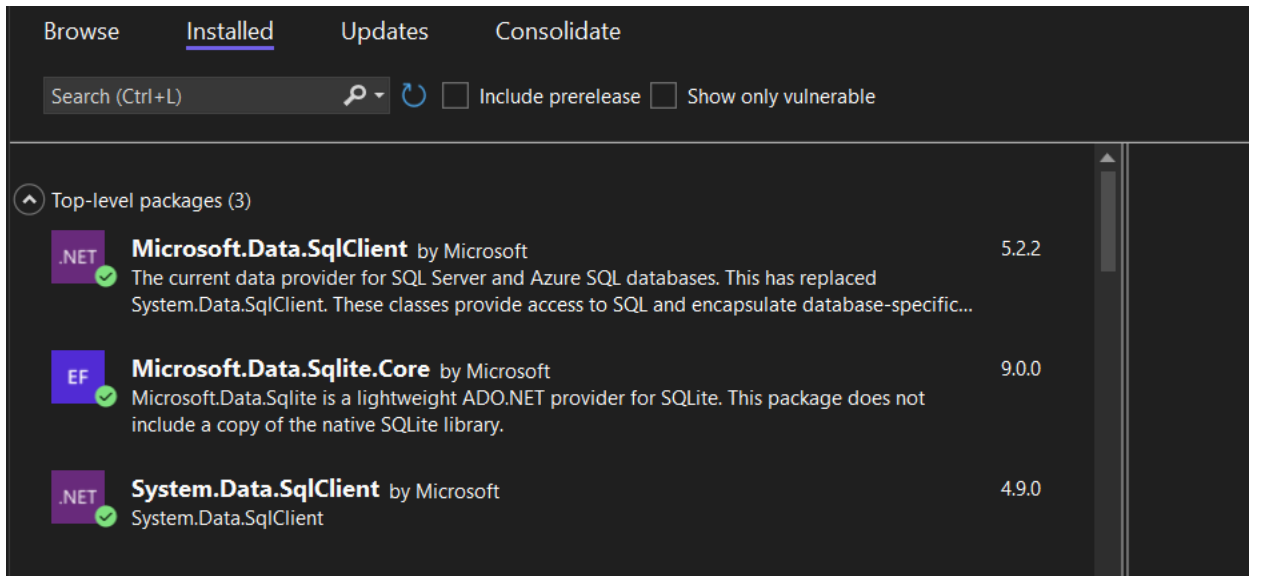 Browse Installed Updates Consolidate
Search (Ctrl+L) Include prerelease Show only vulnerable
Top-level packages (3)
.NET Microsoft.Data.SqlClient by Microsoft 5.2.2
The current data provider for SQL Server and Azure SQL databases. This has replaced
System.Data.SqlClient. These classes provide access to SQL and encapsulate database-specific...
EF Microsoft.Data.Sqlite.Core by Microsoft 9.0.0
Microsoft.Data.Sqlite is a lightweight ADO.NET provider for SQLite. This package does not
include a copy of the native SQLite library.
.NET System.Data.SqlClient by Microsoft 4.9.0
System.Data.SqlClient